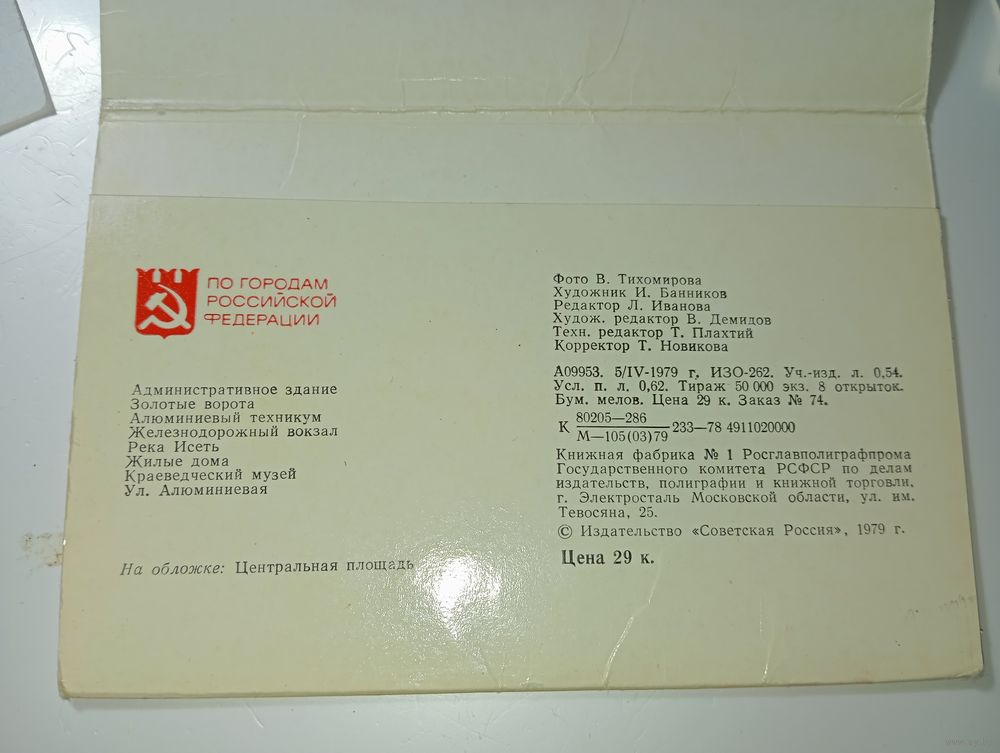 ПО ГОРОДАМ
РОССИЙСКОЙ
ФЕДЕРАЦИИ
Административное здание
Золотые ворота
Алюминиевый техникум
Железнодорожный вокзал
Река Исеть
Жилые дома
Краеведческий музей
Ул. Алюминиевая
На обложке: Центральная площадь
Фото В. Тихомирова
Художник И. Банников
Редактор Л. Иванова
Худож. редактор В. Демидов
Техн. редактор Т. Плахтий
Корректор Т. Новикова
А09953. 5/IV-1979 г. ИЗО-262. Уч.-изд. л. 0,54.
Усл. п. л. 0,62. Тираж 50 000 экз. 8 открыток.
Бум. мелов. Цена 29 к. Заказ № 74.
К 80205—286
М—105(03)79 233—78 4911020000
Книжная фабрика № 1 Росглавполиграфпрома
Государственного комитета РСФСР по делам
издательств, полиграфии и книжной торговли,
г. Электросталь Московской области, ул. им.
Тевосяна, 25.
© Издательство «Советская Россия», 1979 г.
Цена 29 к.